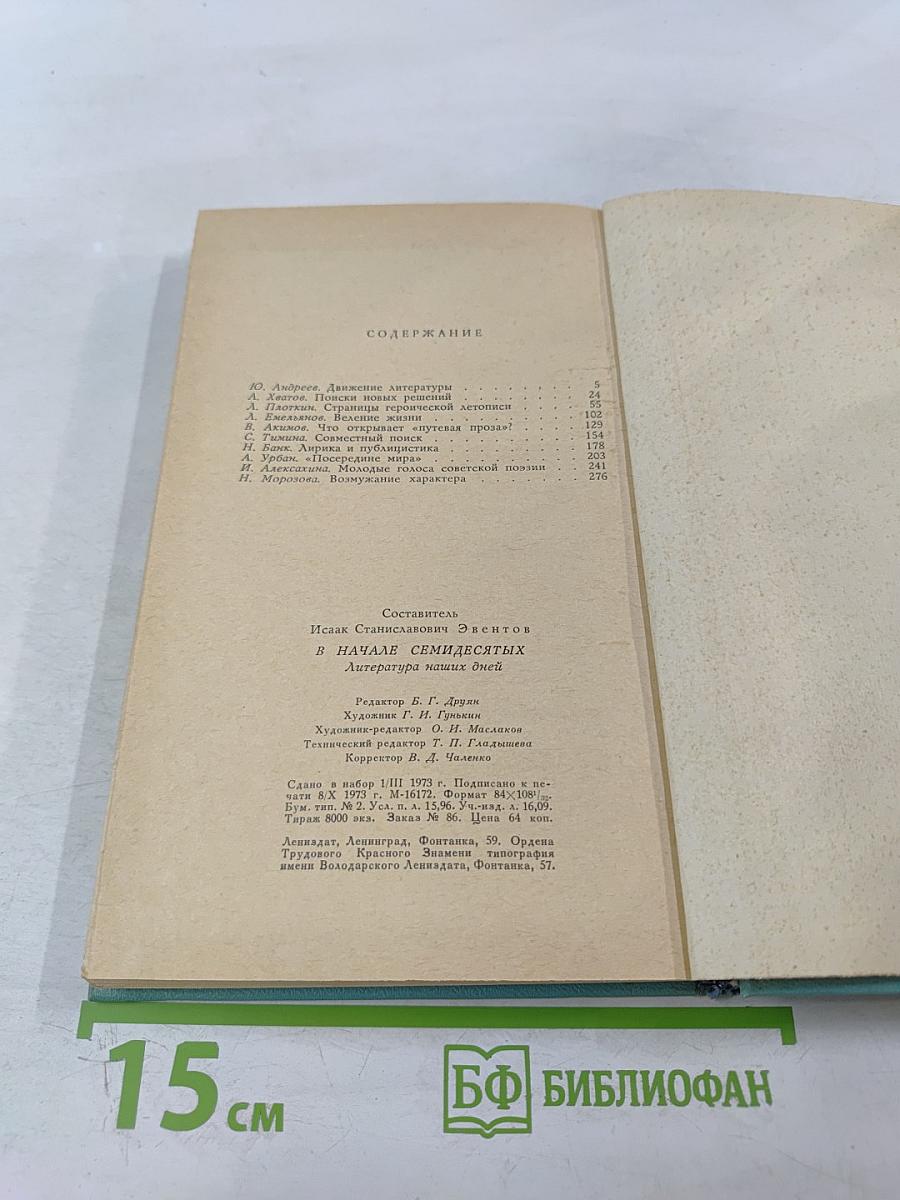 СОДЕРЖАНИЕ
Ю. Андреев. Движение литературы . . . . . . . . 5
А. Хватов. Поиски новых решений . . . . . . . . 24
Л. Плоткин. Страницы героической летописи . . . . 55
Л. Емельянов. Веление жизни . . . . . . . . . . 102
В. Акимов. Что открывает «путевая проза»? . . . . 129
С. Тимина. Совместный поиск . . . . . . . . . . 154
Н. Банк. Лирика и публицистика . . . . . . . . . 178
А. Урбан. «Посередине мира» . . . . . . . . . . 203
И. Алексахина. Молодые голоса советской поэзии . . 241
Н. Морозова. Возмужание характера . . . . . . . 276
Составитель
Исаак Станиславович Эвентов
В НАЧАЛЕ СЕМИДЕСЯТЫХ
Литература наших дней
Редактор Б. Г. Друян
Художник Г. И. Гунькин
Художник-редактор О. И. Маслаков
Технический редактор Т. П. Гладышева
Корректор В. Д. Чаленко
Сдано в набор 1/III 1973 г. Подписано к пе-
чати 8/X 1973 г. М-16172. Формат 84×108¹/₃₂.
Бум. тип. № 2. Усл. п. л. 15,96. Уч.-изд. л. 16,09.
Тираж 8000 экз. Заказ № 86. Цена 64 коп.
Лениздат, Ленинград, Фонтанка, 59. Ордена
Трудового Красного Знамени типография
имени Володарского Лениздата, Фонтанка, 57.
15 см
БФ БИБЛИОФАН